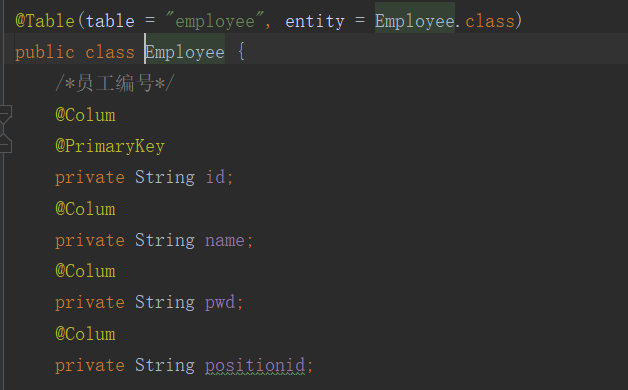 @Table(table = "employee", entity = Employee.class)
public class Employee {
/*员工编号*/
@Colum
@PrimaryKey
private String id;
@Colum
private String name;
@Colum
private String pwd;
@Colum
private String positionid;